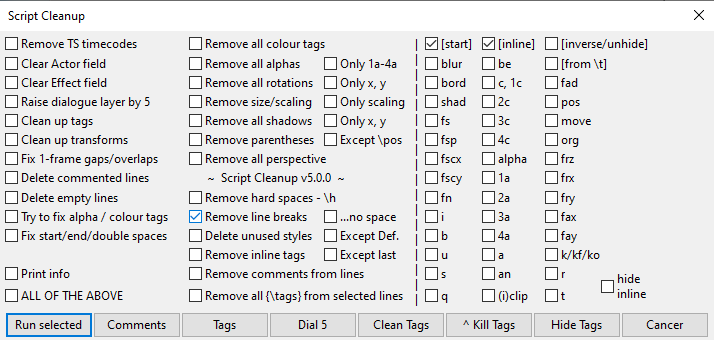 Script Cleanup
Remove TS timecodes Remove all colour tags [start] [inline] [inverse/unhide]
Clear Actor field Remove all alphas Only 1a-4a blur be [from \t]
Clear Effect field Remove all rotations Only x, y bord c, 1c fad
Raise dialogue layer by 5 Remove size/scaling Only scaling shad 2c pos
Clean up tags Remove all shadows Only x, y fs 3c move
Clean up transforms Remove parentheses Except \pos fsp 4c org
Fix 1-frame gaps/overlaps Remove all perspective fscx alpha frz
Delete commented lines ~ Script Cleanup v5.0.0 ~ fscy 1a frx
Delete empty lines Remove hard spaces - \h fn 2a fry
Try to fix alpha / colour tags Remove line breaks ...no space i 3a fax
Fix start/end/double spaces Delete unused styles Except Def. b 4a fay
Remove inline tags Except last u a k/kf/ko
Print info Remove comments from lines s an r hide inline
ALL OF THE ABOVE Remove all {\tags} from selected lines q (i)clip t
Run selected Comments Tags Dial 5 Clean Tags ^ Kill Tags Hide Tags Cancer